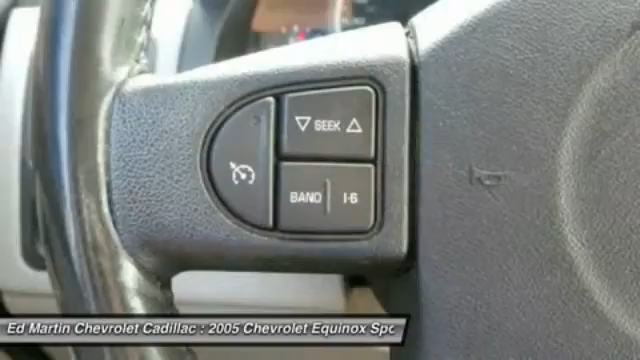 ▽ SEEK △
BAND 1-6
Ed Martin Chevrolet Cadillac : 2005 Chevrolet Equinox Spo